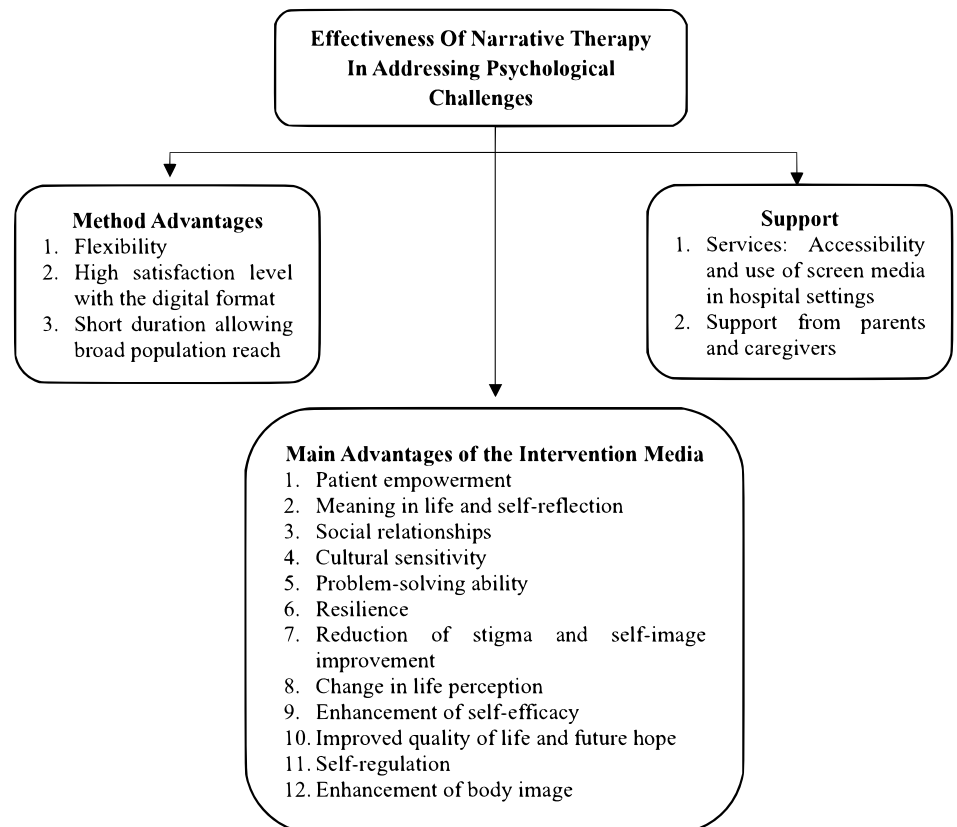 Effectiveness Of Narrative Therapy
In Addressing Psychological
Challenges
Method Advantages
1. Flexibility
2. High satisfaction level
with the digital format
3. Short duration allowing
broad population reach
Support
1. Services: Accessibility
and use of screen media
in hospital settings
2. Support from parents
and caregivers
Main Advantages of the Intervention Media
1. Patient empowerment
2. Meaning in life and self-reflection
3. Social relationships
4. Cultural sensitivity
5. Problem-solving ability
6. Resilience
7. Reduction of stigma and self-image
improvement
8. Change in life perception
9. Enhancement of self-efficacy
10. Improved quality of life and future hope
11. Self-regulation
12. Enhancement of body image